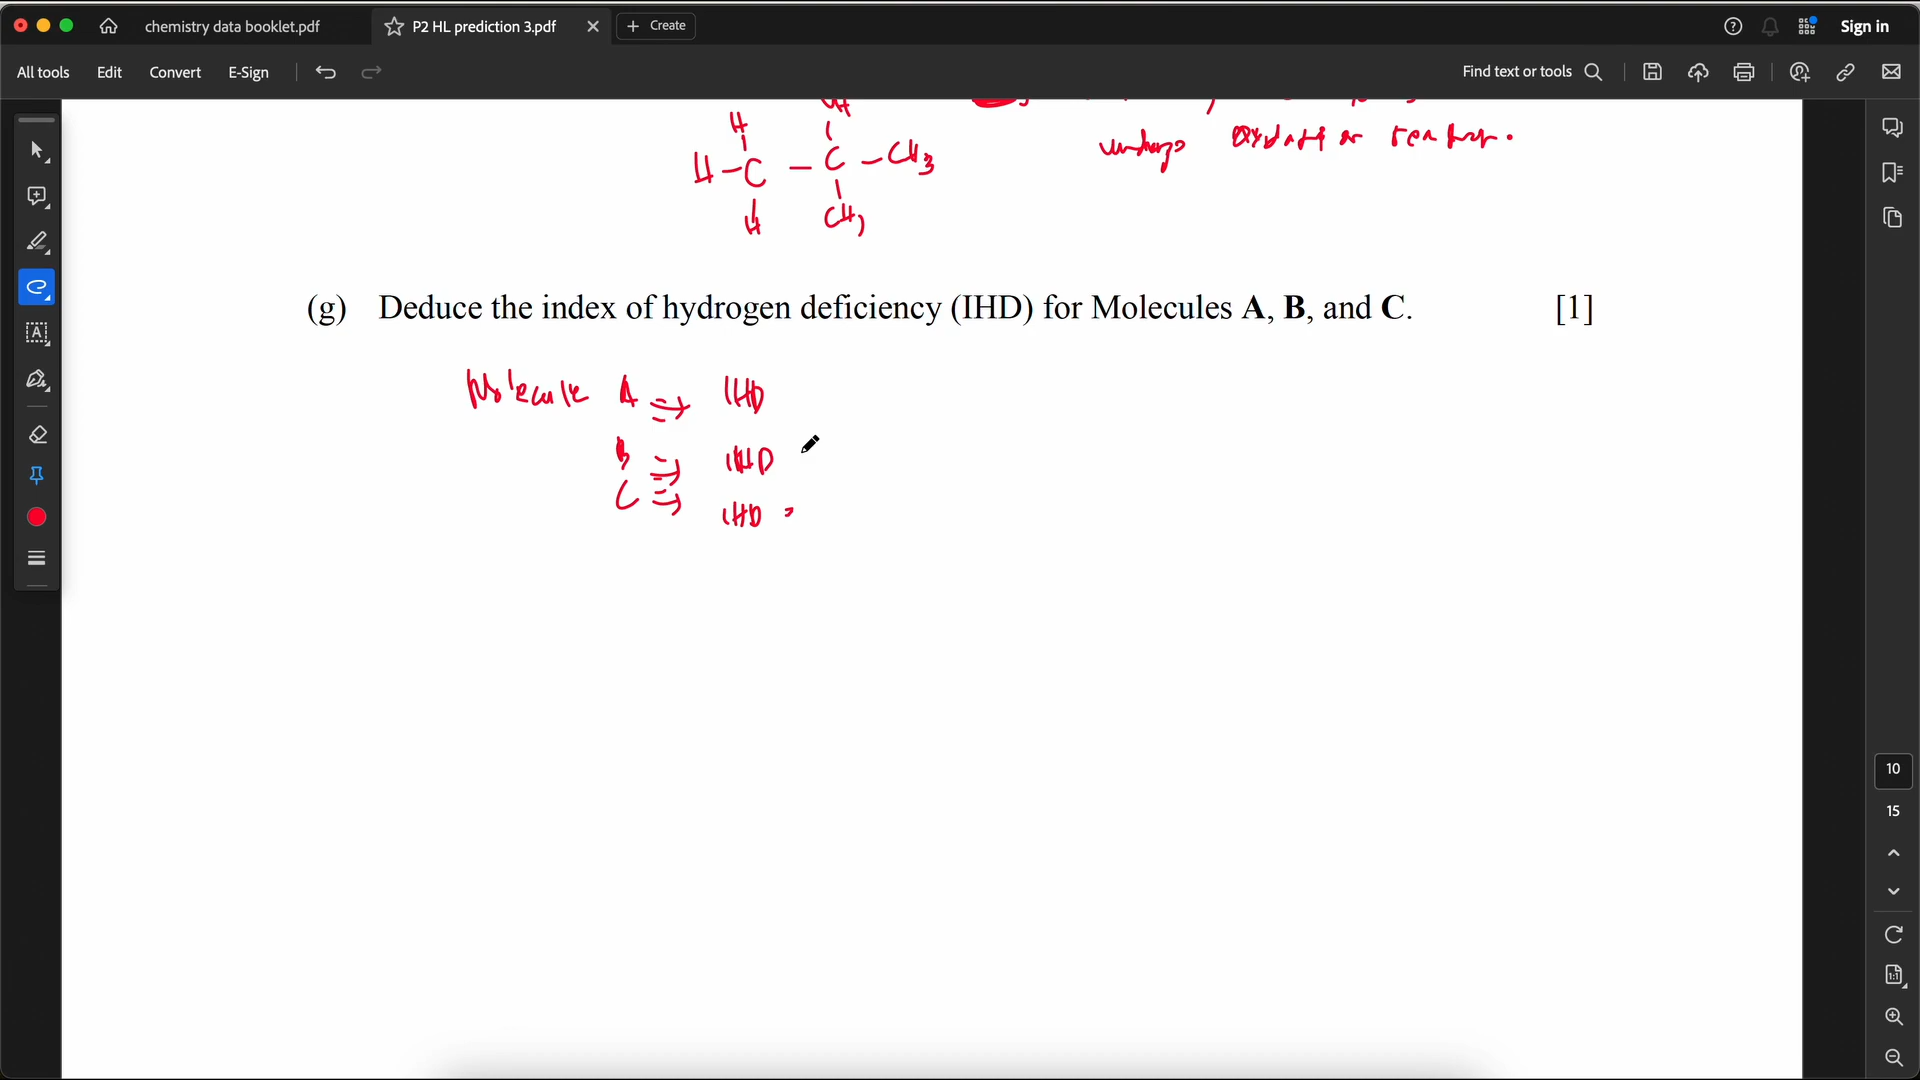 chemistry data booklet.pdf
P2 HL prediction 3.pdf
Create
Sign in
All tools
Edit
Convert
E-Sign
Find text or tools
H
H - C - C - CH3
H CH3
(g) Deduce the index of hydrogen deficiency (IHD) for Molecules A, B, and C. [1]
Molecule A ⇒ IHD
B ⇒ IHD
C ⇒ IHD =
10
15